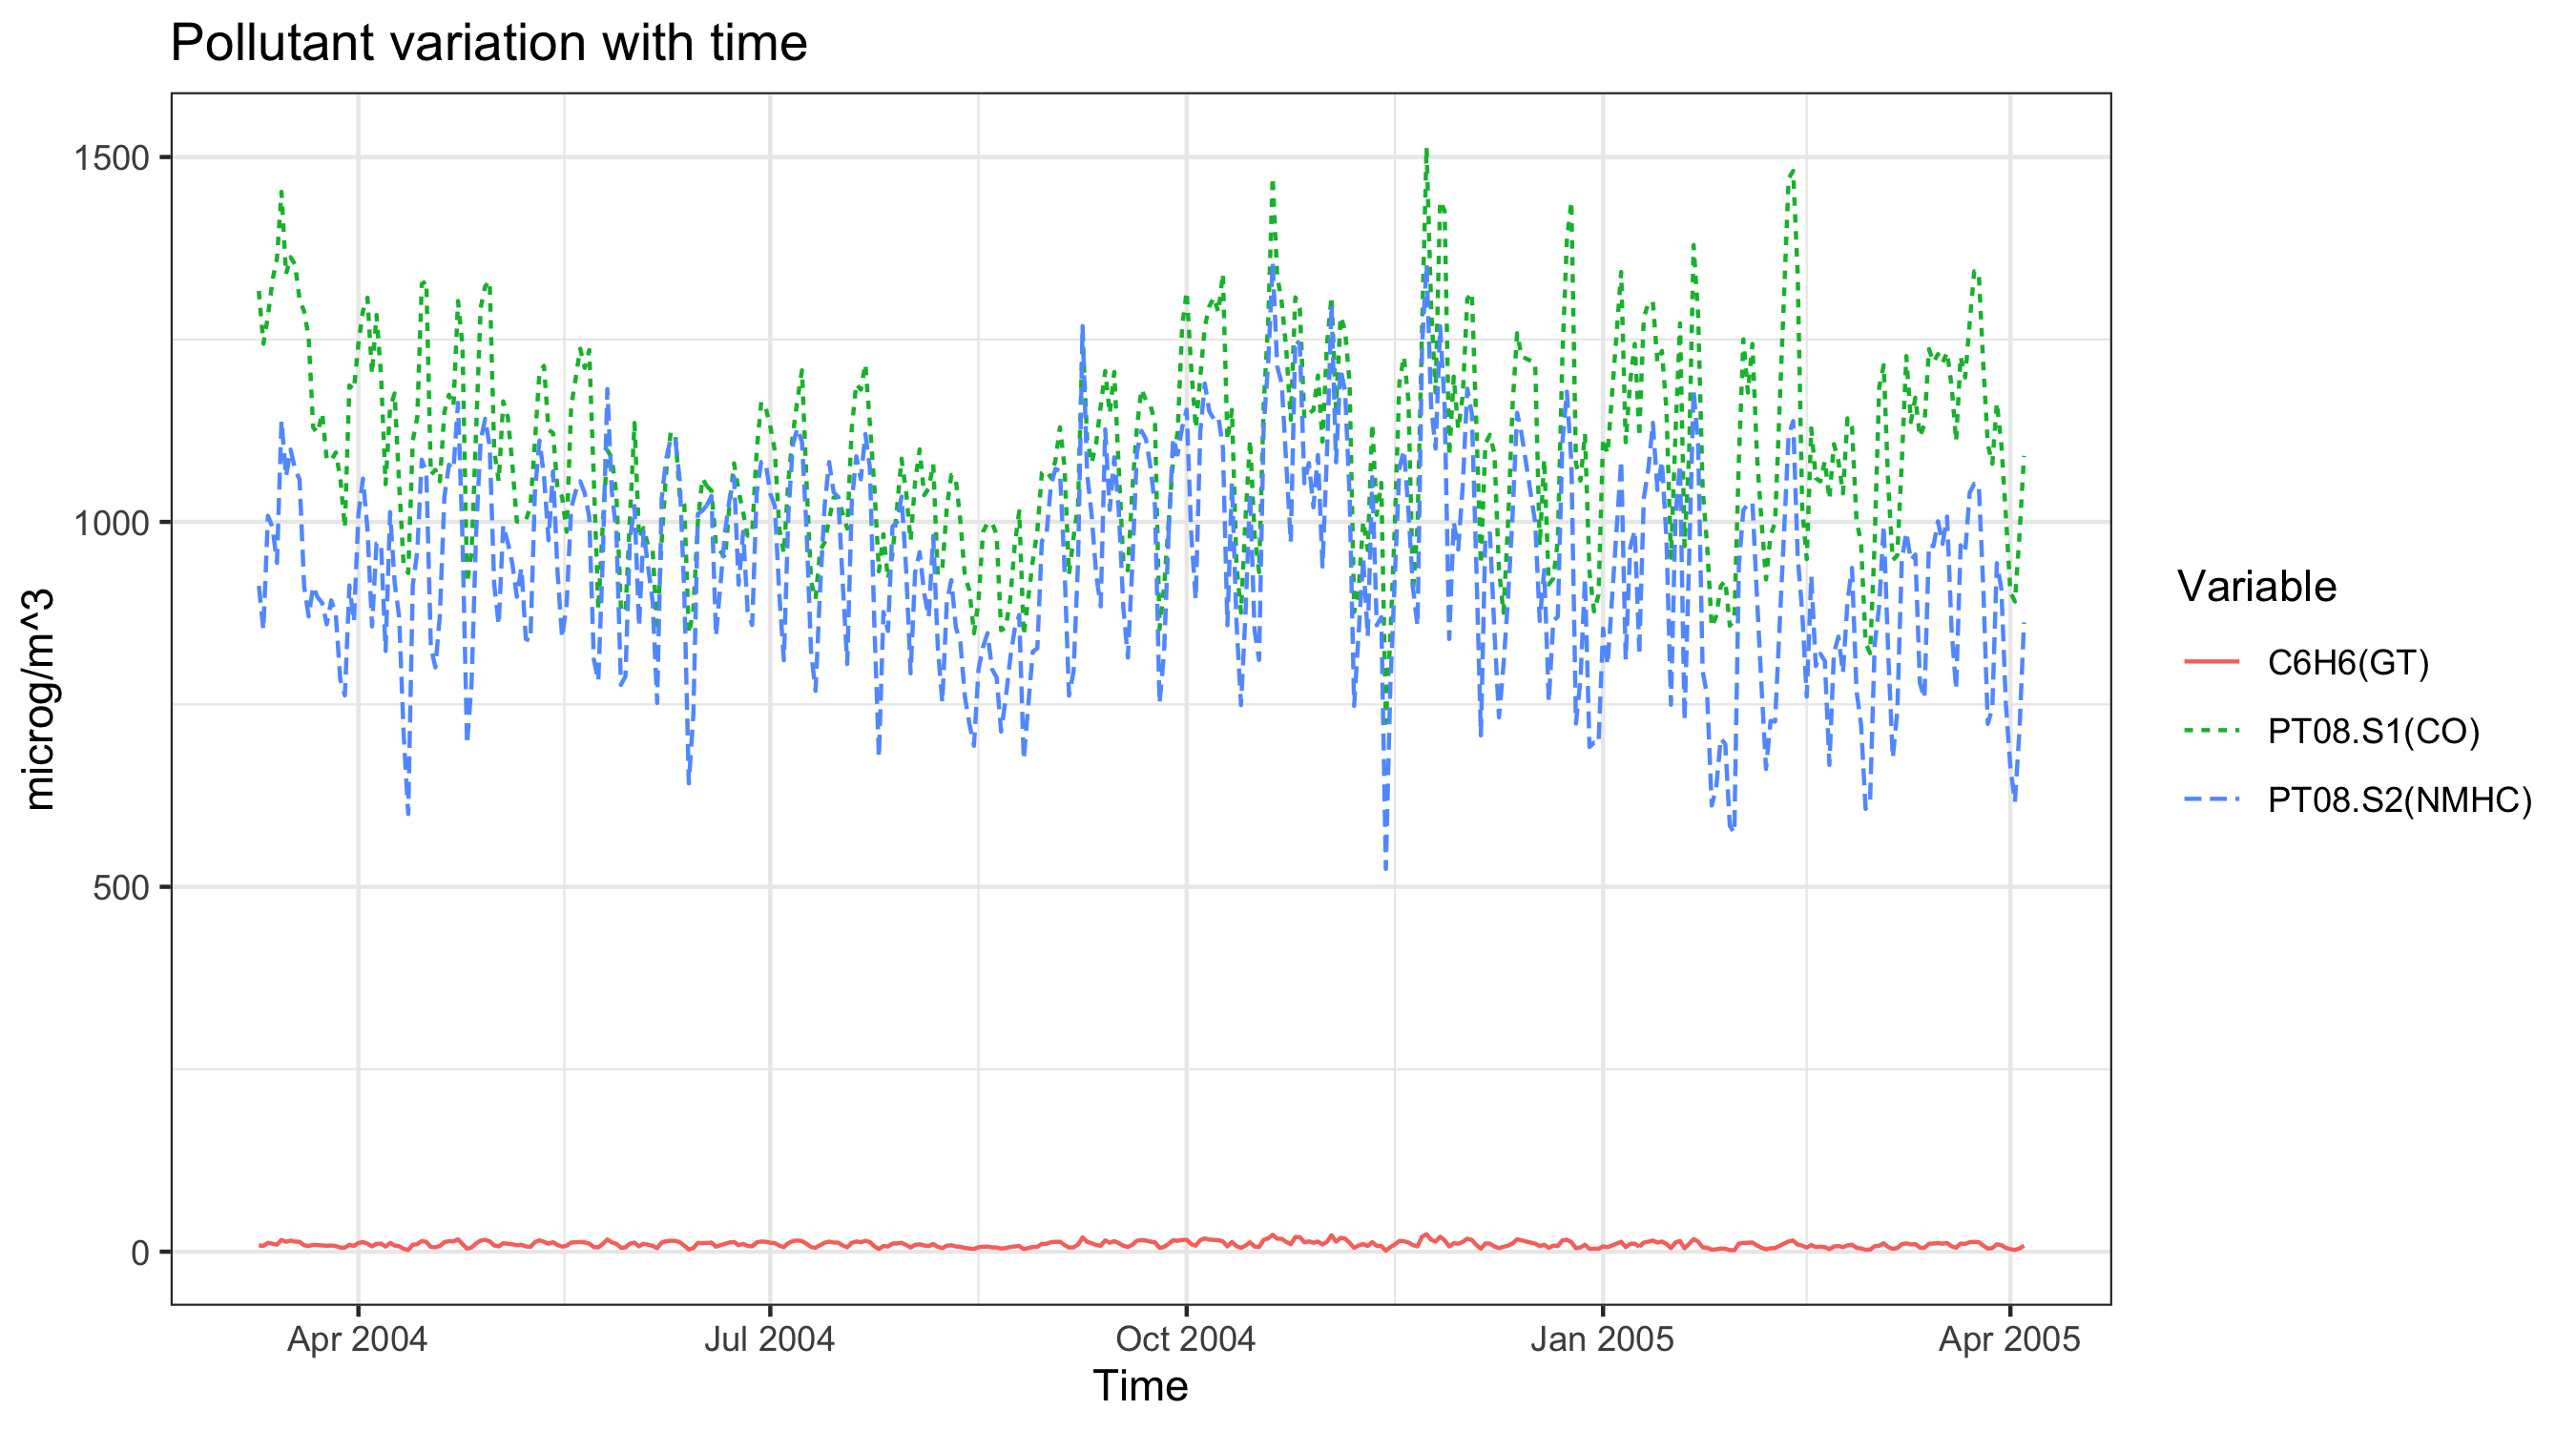 Pollutant variation with time
1500
1000
500
0
microg/m^3
Apr 2004
Jul 2004
Oct 2004
Jan 2005
Apr 2005
Time
Variable
C6H6(GT)
PT08.S1(CO)
PT08.S2(NMHC)